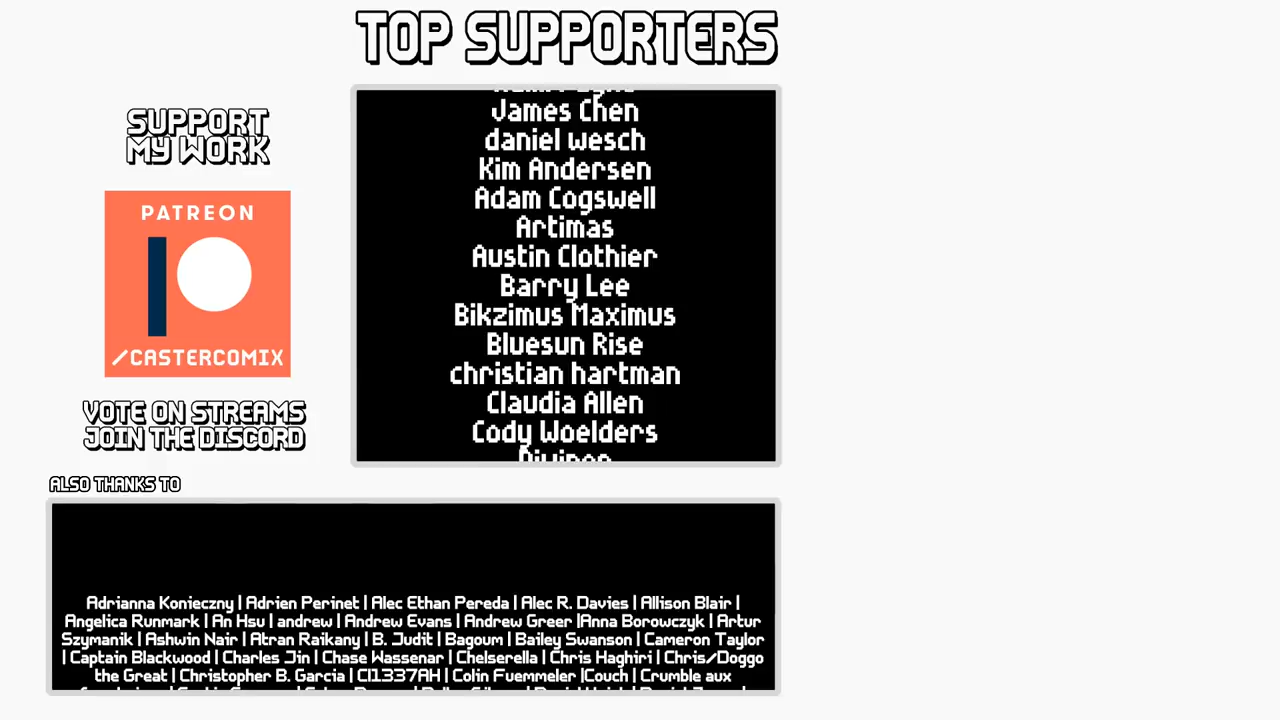 TOP SUPPORTERS
SUPPORT
MY WORK
PATREON
/CASTERCOMIX
VOTE ON STREAMS
JOIN THE DISCORD
James Chen
daniel wesch
Kim Andersen
Adam Cogswell
Artimas
Austin Clothier
Barry Lee
Bikzimus Maximus
Bluesun Rise
christian hartman
Claudia Allen
Cody Woelders
ALSO THANKS TO
Adrianna Konieczny | Adrien Perinet | Alec Ethan Pereda | Alec R. Davies | Allison Blair |
Angelica Runmark | An Hsu | andrew | Andrew Evans | Andrew Greer |Anna Borowczyk | Artur
Szymanik | Ashwin Nair | Atran Raikany | B. Judit | Bagoum | Bailey Swanson | Cameron Taylor
| Captain Blackwood | Charles Jin | Chase Wassenar | Chelserella | Chris Haghiri | Chris/Doggo
the Great | Christopher B. Garcia | Cl1337AH | Colin Fuemmeler |Couch | Crumble aux